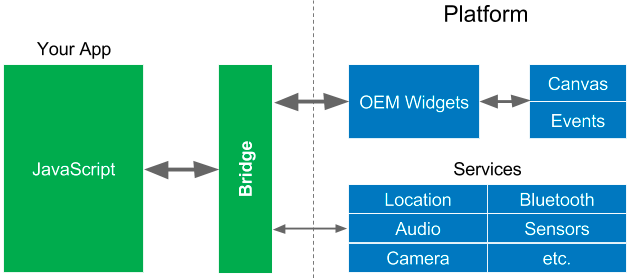 Platform
Your App
JavaScript
Bridge
OEM Widgets
Canvas
Events
Services
Location
Bluetooth
Audio
Sensors
Camera
etc.